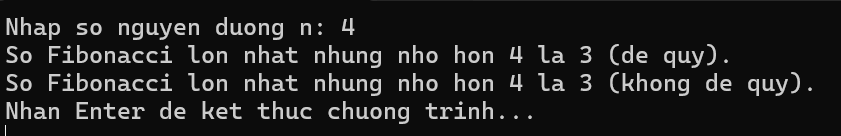 Nhap so nguyen duong n: 4
So Fibonacci lon nhat nhung nho hon 4 la 3 (de quy).
So Fibonacci lon nhat nhung nho hon 4 la 3 (khong de quy).
Nhan Enter de ket thuc chuong trinh...